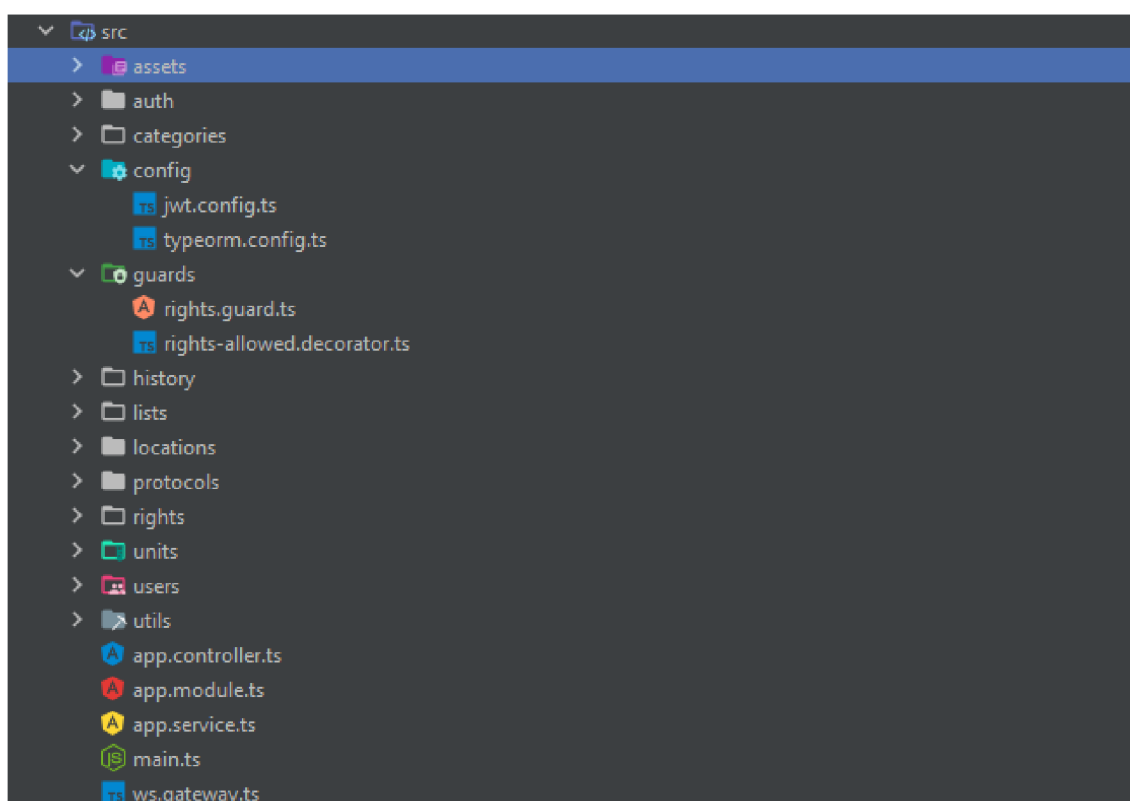 src
assets
auth
categories
config
jwt.config.ts
typeorm.config.ts
guards
rights.guard.ts
rights-allowed.decorator.ts
history
lists
locations
protocols
rights
units
users
utils
app.controller.ts
app.module.ts
app.service.ts
main.ts
ws.gateway.ts